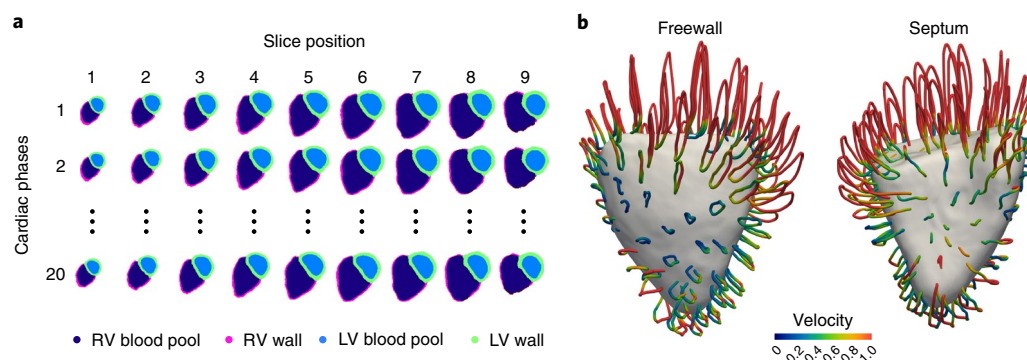 a
Slice position
1 2 3 4 5 6 7 8 9
Cardiac phases
1
2
20
RV blood pool RV wall LV blood pool LV wall
b
Freewall Septum
Velocity
0 0.2 0.4 0.6 0.8 1.0